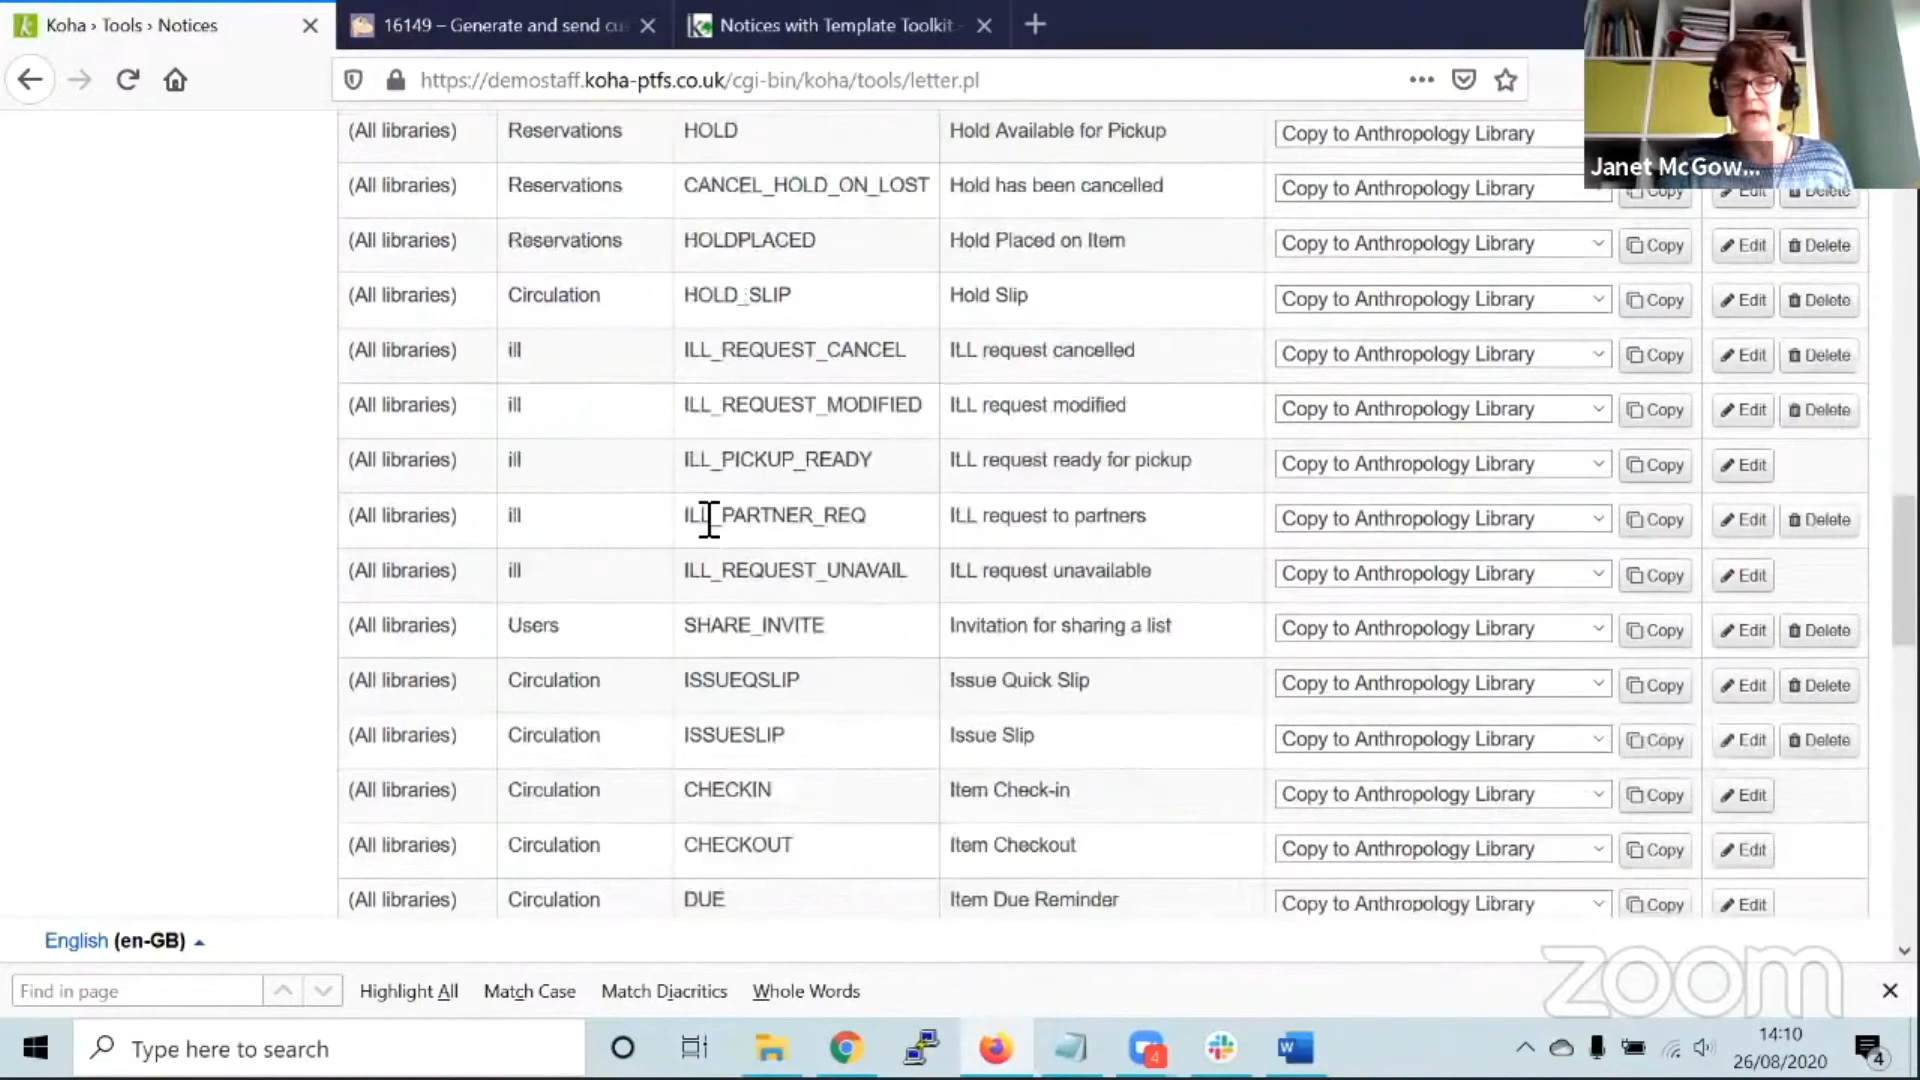 Koha › Tools › Notices
16149 – Generate and send cu
Notices with Template Toolkit -
https://demostaff.koha-ptfs.co.uk/cgi-bin/koha/tools/letter.pl
Janet McGow...
(All libraries) Reservations HOLD Hold Available for Pickup Copy to Anthropology Library
(All libraries) Reservations CANCEL_HOLD_ON_LOST Hold has been cancelled Copy to Anthropology Library Copy Edit Delete
(All libraries) Reservations HOLDPLACED Hold Placed on Item Copy to Anthropology Library Copy Edit Delete
(All libraries) Circulation HOLD_SLIP Hold Slip Copy to Anthropology Library Copy Edit Delete
(All libraries) ill ILL_REQUEST_CANCEL ILL request cancelled Copy to Anthropology Library Copy Edit Delete
(All libraries) ill ILL_REQUEST_MODIFIED ILL request modified Copy to Anthropology Library Copy Edit Delete
(All libraries) ill ILL_PICKUP_READY ILL request ready for pickup Copy to Anthropology Library Copy Edit
(All libraries) ill ILL_PARTNER_REQ ILL request to partners Copy to Anthropology Library Copy Edit Delete
(All libraries) ill ILL_REQUEST_UNAVAIL ILL request unavailable Copy to Anthropology Library Copy Edit
(All libraries) Users SHARE_INVITE Invitation for sharing a list Copy to Anthropology Library Copy Edit Delete
(All libraries) Circulation ISSUEQSLIP Issue Quick Slip Copy to Anthropology Library Copy Edit Delete
(All libraries) Circulation ISSUESLIP Issue Slip Copy to Anthropology Library Copy Edit Delete
(All libraries) Circulation CHECKIN Item Check-in Copy to Anthropology Library Copy Edit
(All libraries) Circulation CHECKOUT Item Checkout Copy to Anthropology Library Copy Edit
(All libraries) Circulation DUE Item Due Reminder Copy to Anthropology Library Copy Edit
English (en-GB)
zoom
Find in page Highlight All Match Case Match Diacritics Whole Words
Type here to search
4
14:10
26/08/2020
4